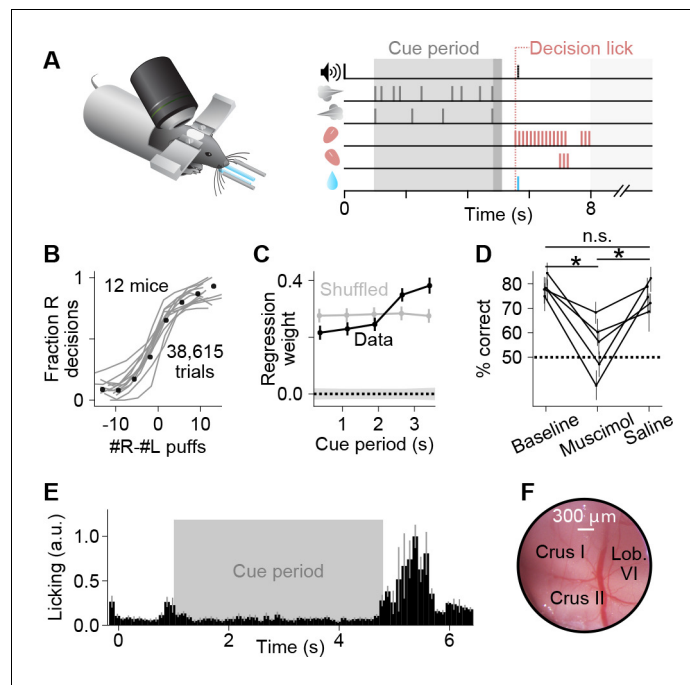 A
Cue period
Decision lick
0
8
Time (s)
B
12 mice
38,615
trials
Fraction R
decisions
1
0
-10
0
10
#R-#L puffs
C
Shuffled
Data
Regression
weight
0.4
0.0
1
2
3
Cue period (s)
D
n.s.
*
*
% correct
80
70
60
50
Baseline
Muscimol
Saline
E
Licking (a.u.)
1.0
0.5
0.0
Cue period
0
2
4
6
Time (s)
F
300 µm
Crus I
Lob.
VI
Crus II